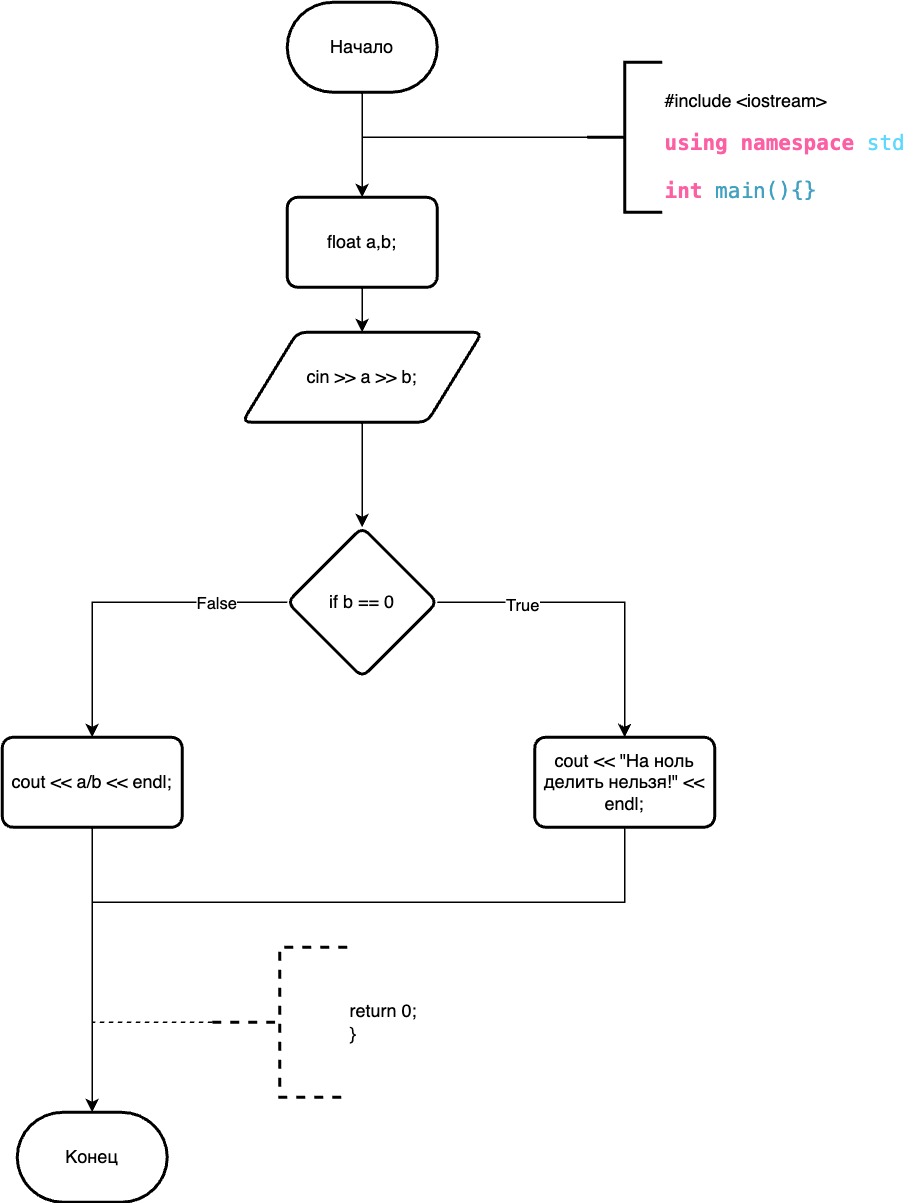 Начало
#include <iostream>
using namespace std
int main(){}
float a,b;
cin >> a >> b;
if b == 0
False
True
cout << a/b << endl;
cout << "На ноль
делить нельзя!" <<
endl;
return 0;
}
Конец